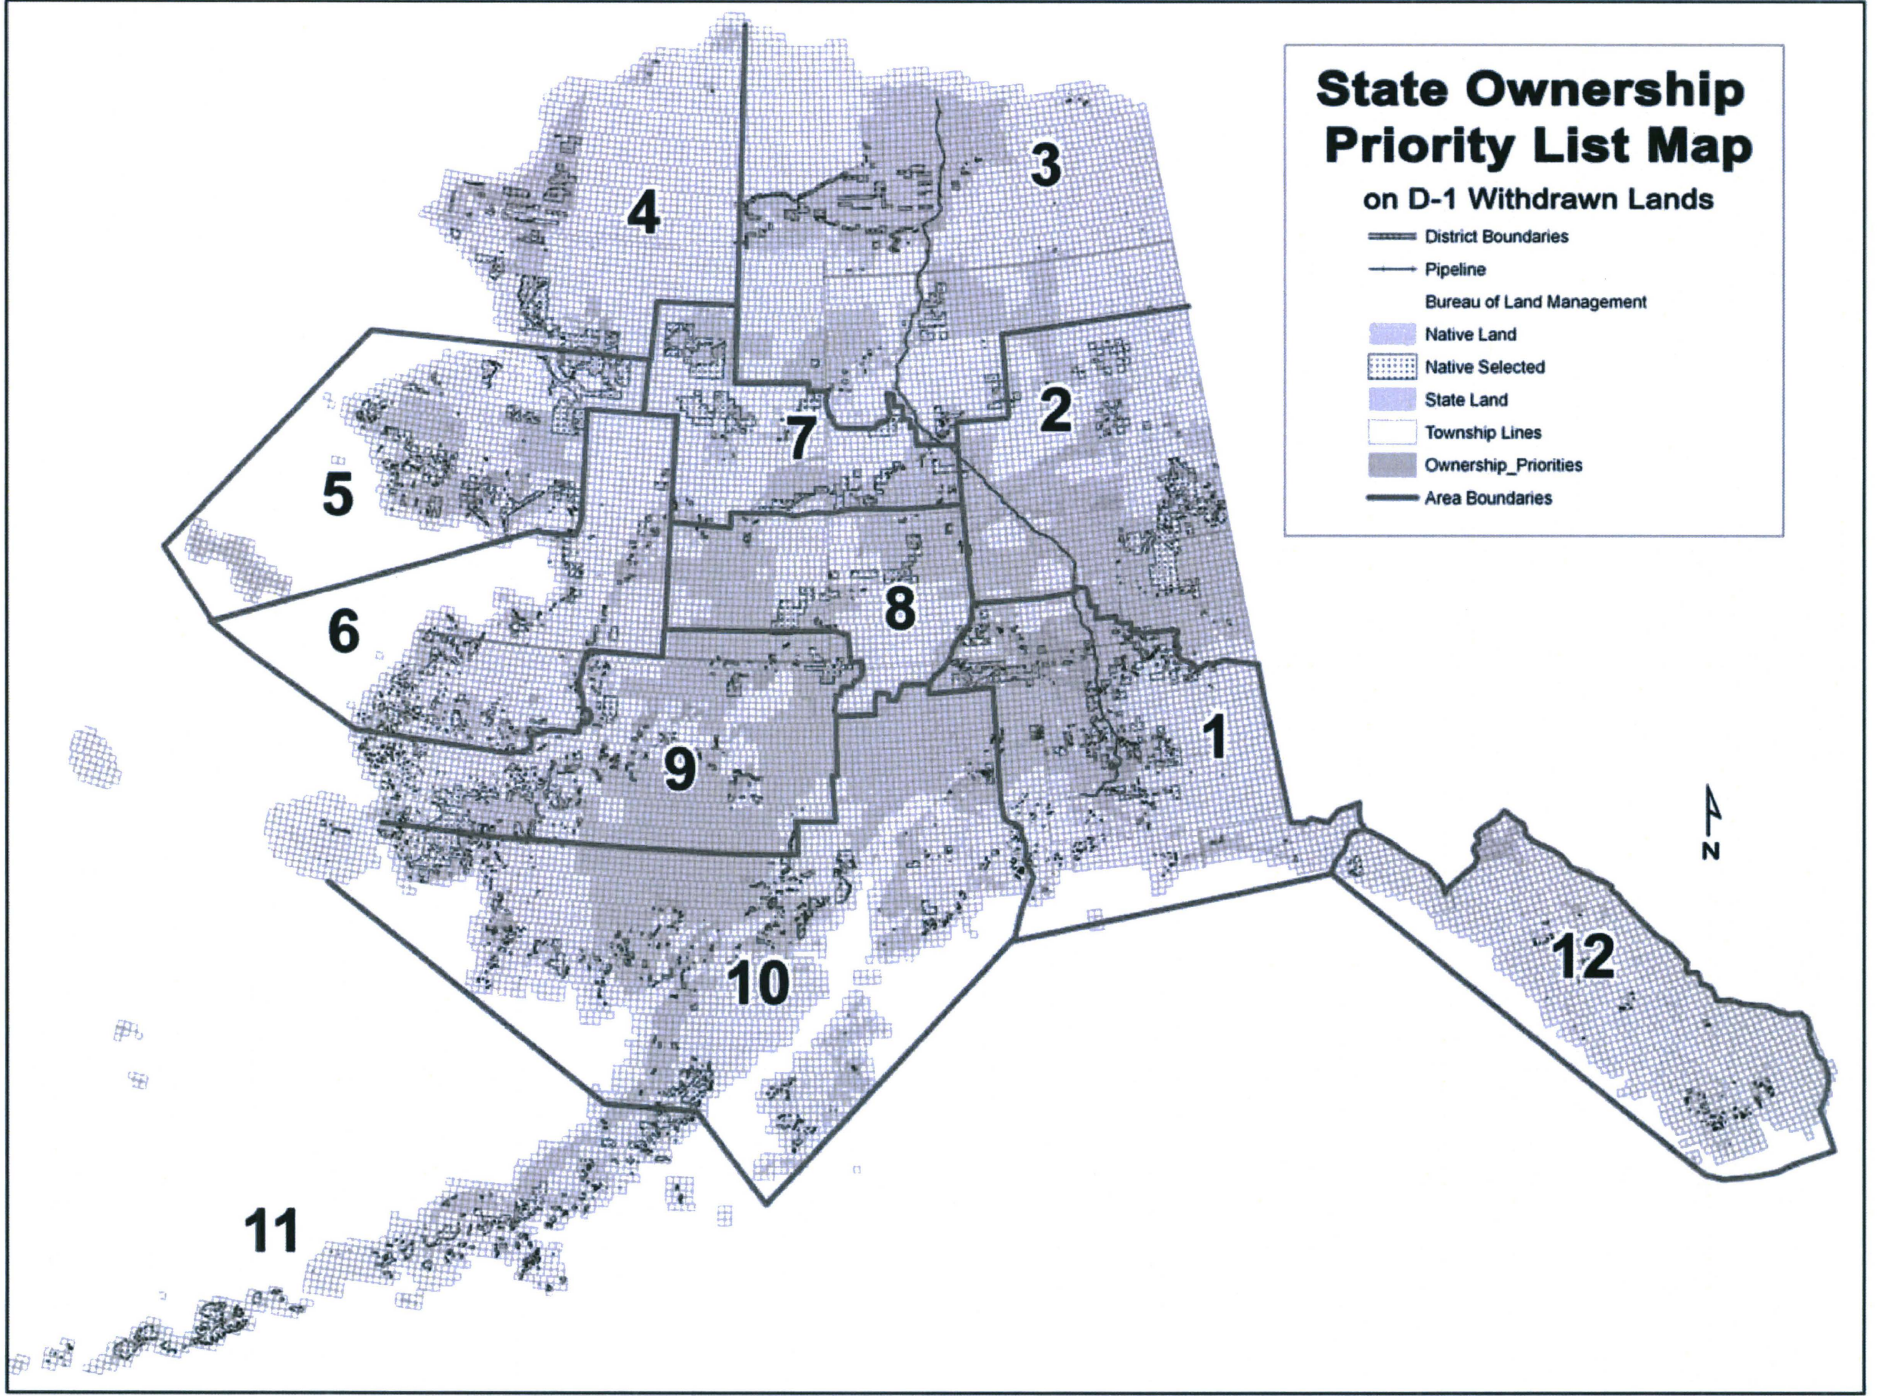 State Ownership
Priority List Map
on D-1 Withdrawn Lands
District Boundaries
Pipeline
Bureau of Land Management
Native Land
Native Selected
State Land
Township Lines
Ownership_Priorities
Area Boundaries
3
4
2
7
5
8
6
1
9
N
12
10
11